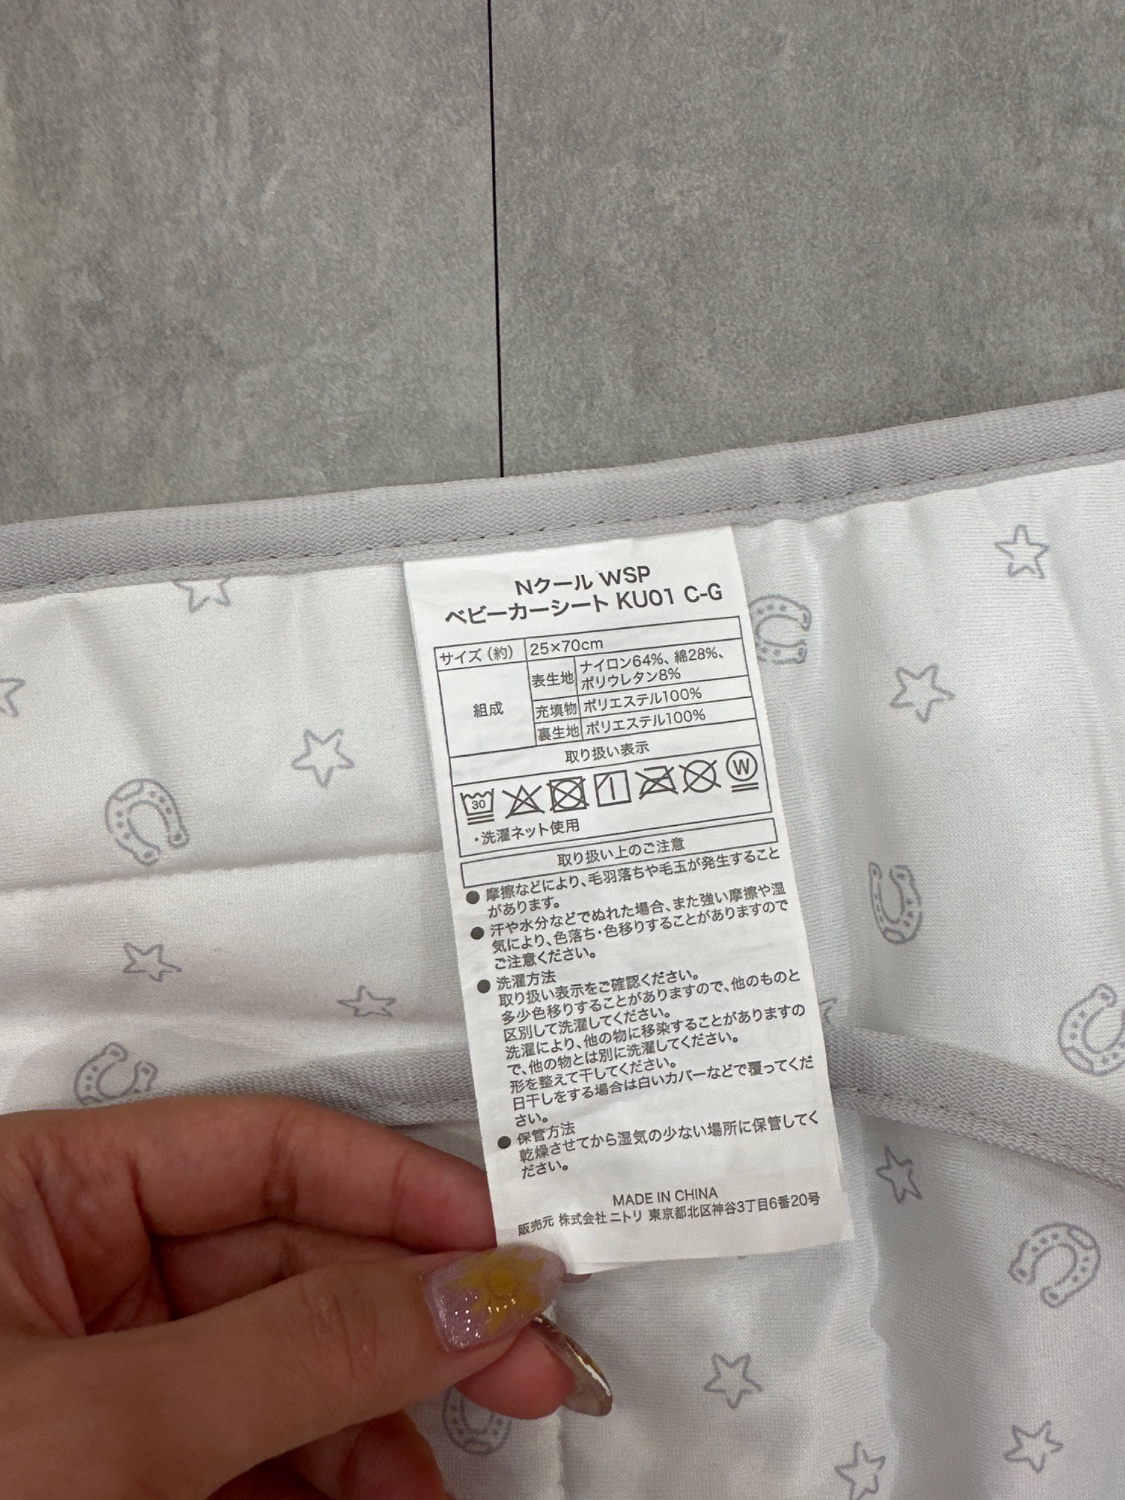 Nクール WSP
ベビーカーシート KU01 C-G
サイズ（約） 25×70cm
組成 表生地 ナイロン64%、綿28%、
ポリウレタン8%
充填物 ポリエステル100%
裏生地 ポリエステル100%
取り扱い表示
30 W
・洗濯ネット使用
取り扱い上のご注意
●摩擦などにより、毛羽落ちや毛玉が発生すること
があります。
●汗や水分などでぬれた場合、また強い摩擦や湿
気により、色落ち・色移りすることがありますので
ご注意ください。
●洗濯方法
取り扱い表示をご確認ください。
多少色移りすることがありますので、他のものと
区別して洗濯してください。
洗濯により、他の物に移染することがありますの
で、他の物とは別に洗濯してください。
形を整えて干してください。
日干しをする場合は白いカバーなどで覆ってくだ
さい。
●保管方法
乾燥させてから湿気の少ない場所に保管してく
ださい。
MADE IN CHINA
販売元 株式会社 ニトリ 東京都北区神谷3丁目6番20号